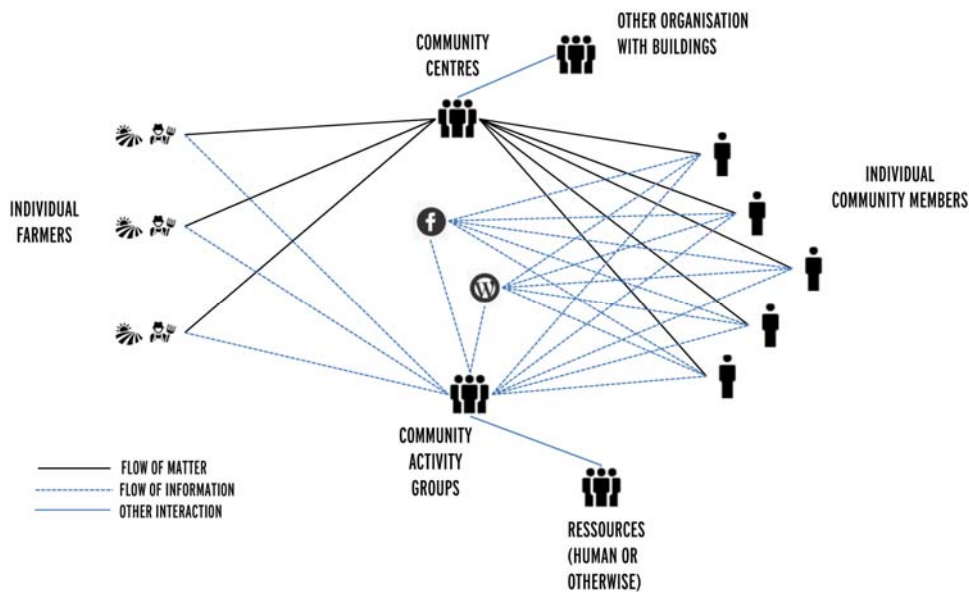 OTHER ORGANISATION
WITH BUILDINGS
COMMUNITY
CENTRES
INDIVIDUAL
COMMUNITY MEMBERS
INDIVIDUAL
FARMERS
COMMUNITY
ACTIVITY
GROUPS
FLOW OF MATTER
FLOW OF INFORMATION
OTHER INTERACTION
RESSOURCES
(HUMAN OR
OTHERWISE)